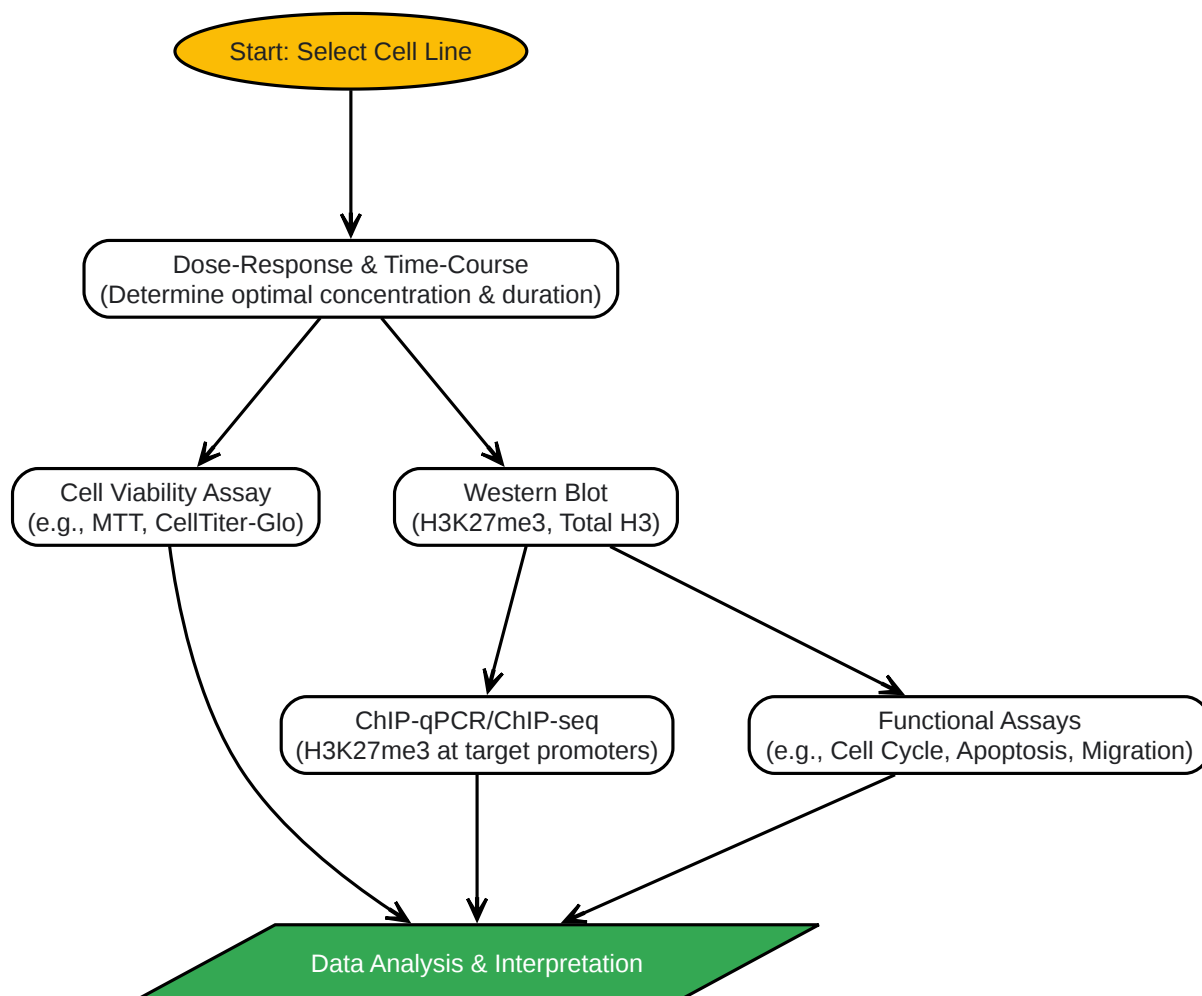 Start: Select Cell Line
Dose-Response & Time-Course
(Determine optimal concentration & duration)
Cell Viability Assay
(e.g., MTT, CellTiter-Glo)
Western Blot
(H3K27me3, Total H3)
ChIP-qPCR/ChIP-seq
(H3K27me3 at target promoters)
Functional Assays
(e.g., Cell Cycle, Apoptosis, Migration)
Data Analysis & Interpretation